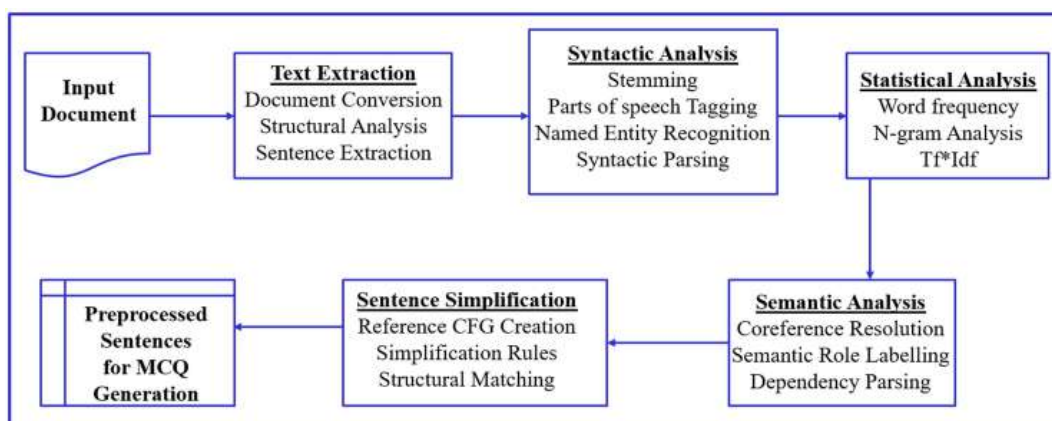 Input
Document
Text Extraction
Document Conversion
Structural Analysis
Sentence Extraction
Syntactic Analysis
Stemming
Parts of speech Tagging
Named Entity Recognition
Syntactic Parsing
Statistical Analysis
Word frequency
N-gram Analysis
Tf*Idf
Semantic Analysis
Coreference Resolution
Semantic Role Labelling
Dependency Parsing
Sentence Simplification
Reference CFG Creation
Simplification Rules
Structural Matching
Preprocessed
Sentences
for MCQ
Generation